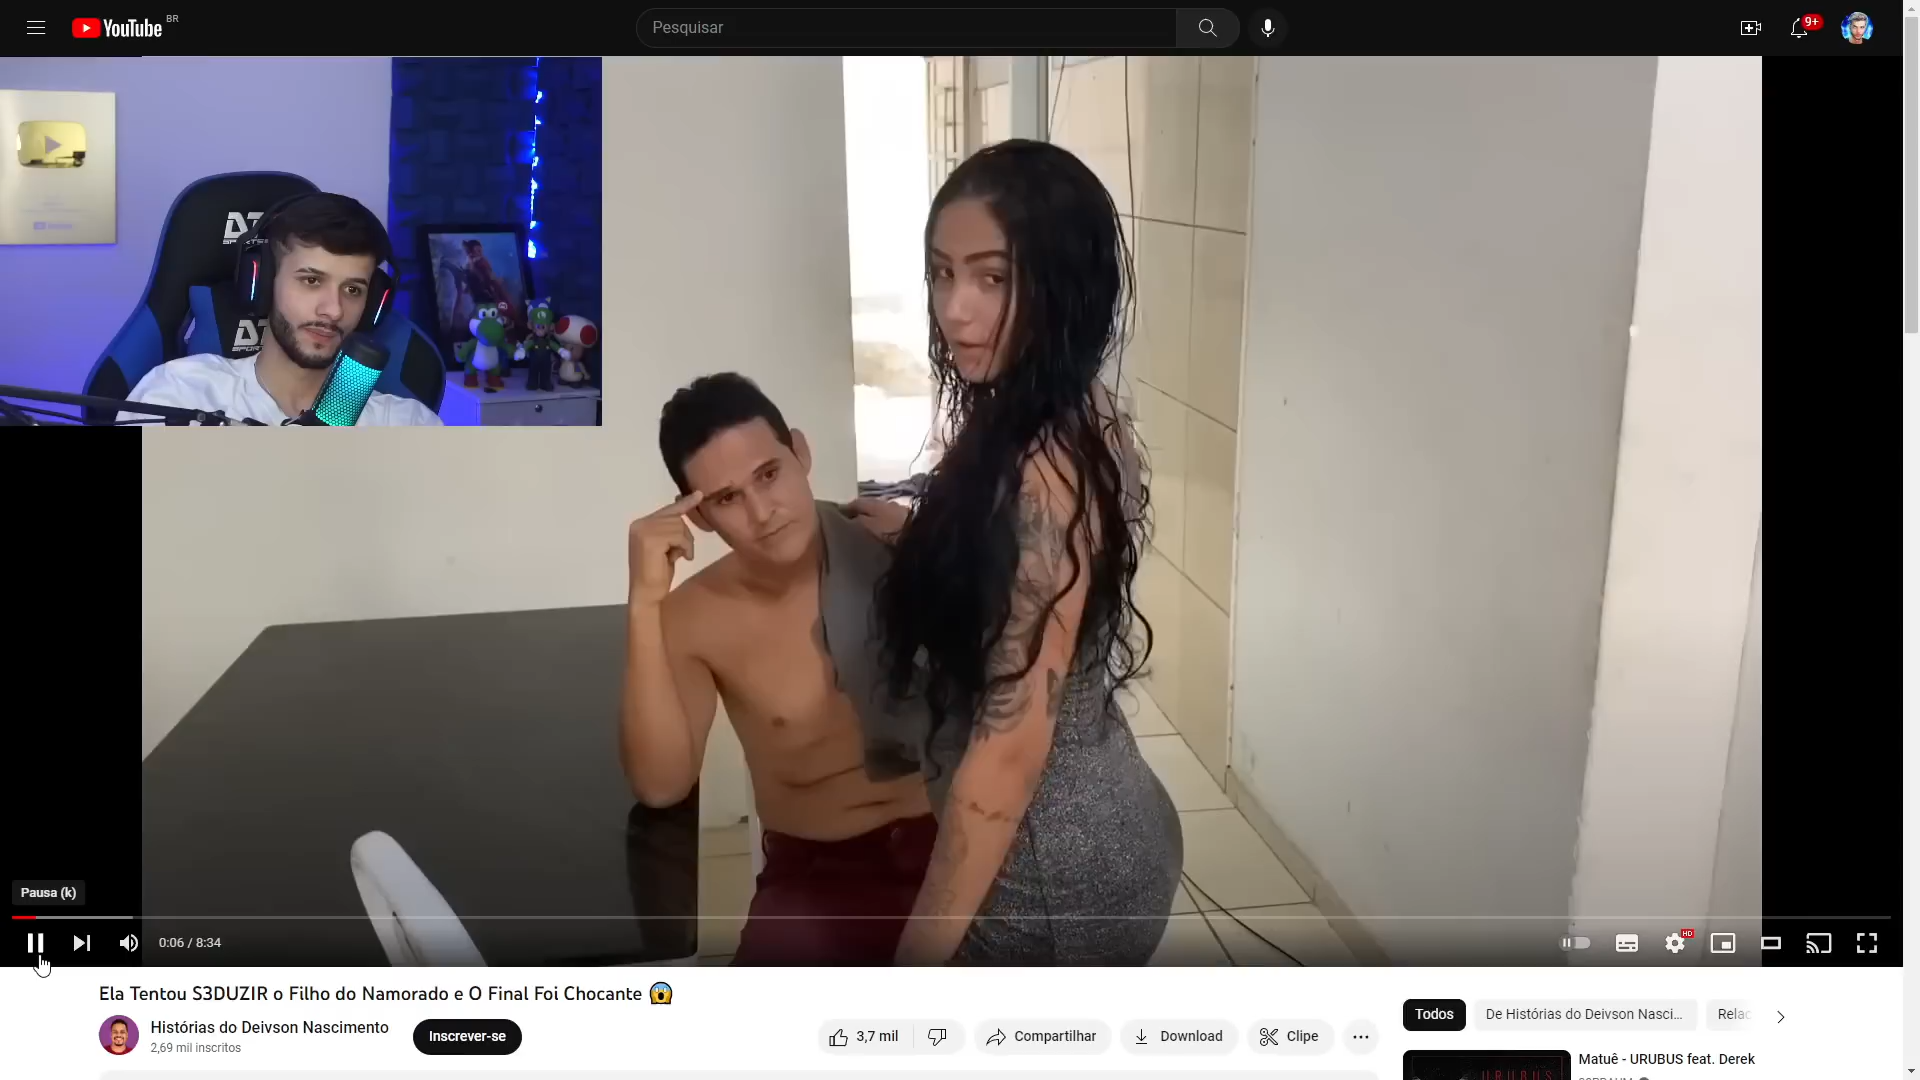 YouTube BR
Pesquisar
9+
Pausa (k)
0:06 / 8:34
HD
Ela Tentou S3DUZIR o Filho do Namorado e O Final Foi Chocante 😱
Histórias do Deivson Nascimento
2,69 mil inscritos
Inscrever-se
3,7 mil
Compartilhar
Download
Clipe
Todos
De Histórias do Deivson Nasci...
Relac
Matuê - URUBUS feat. Derek
URUBUS